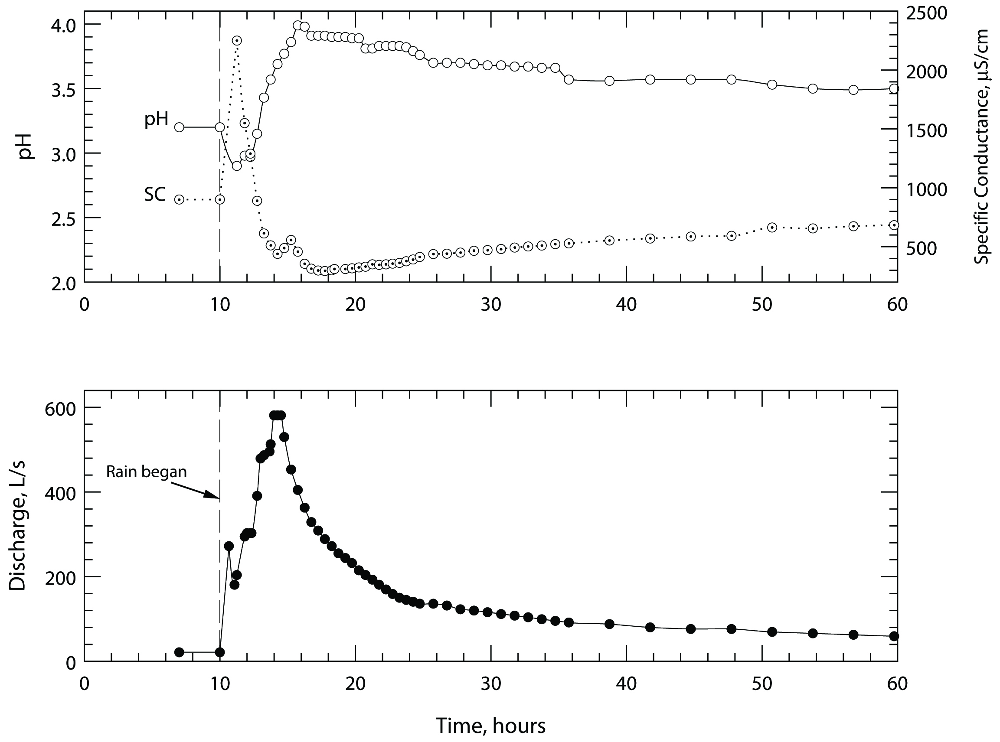 4.0
3.5
3.0
2.5
2.0
pH
pH
SC
2500
2000
1500
1000
500
Specific Conductance, µS/cm
0 10 20 30 40 50 60
600
400
200
0
Discharge, L/s
Rain began
0 10 20 30 40 50 60
Time, hours